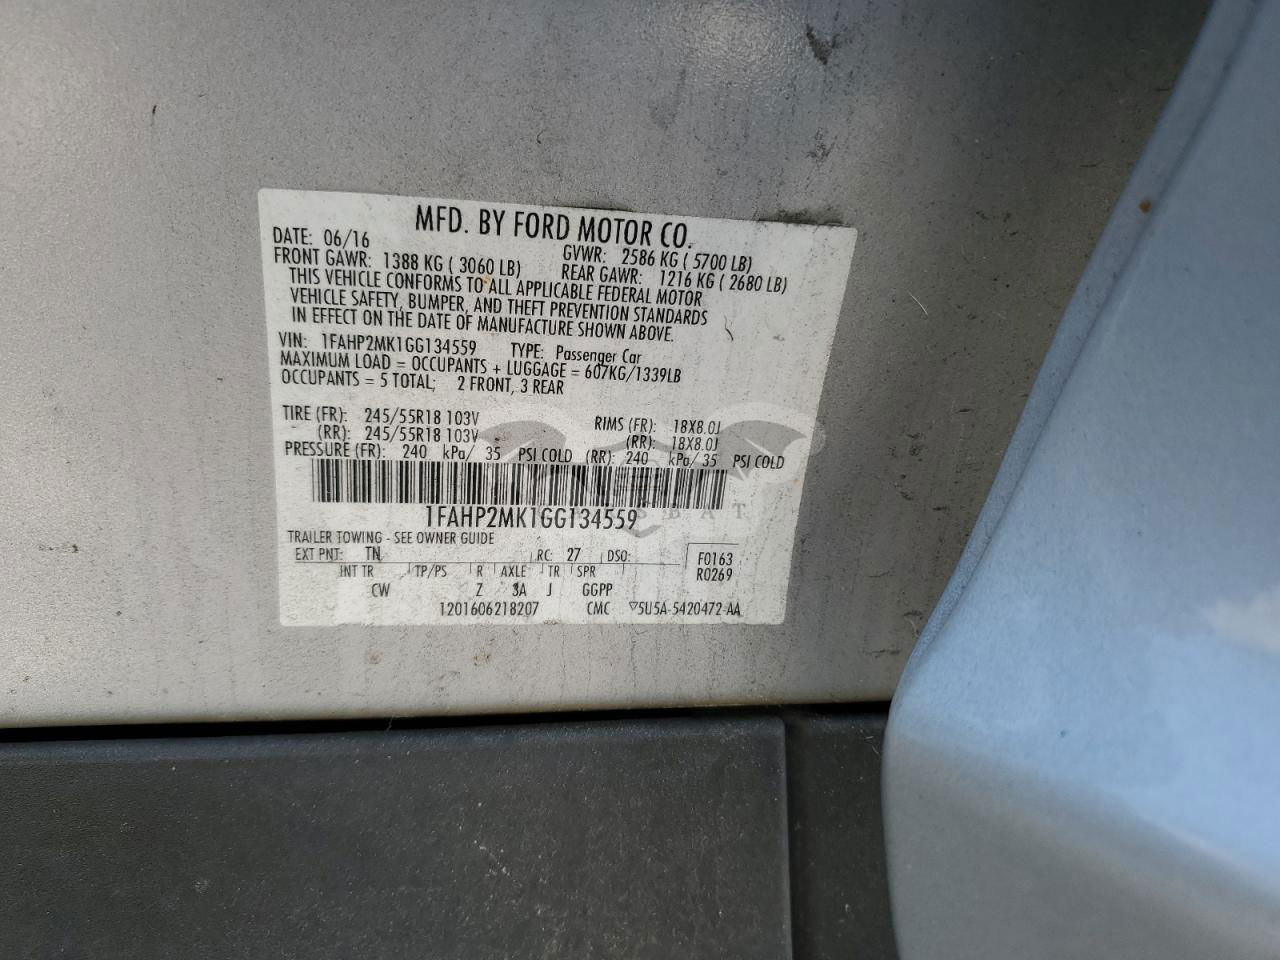 MFD. BY FORD MOTOR CO.
DATE: 06/16 GVWR: 2586 KG ( 5700 LB)
FRONT GAWR: 1388 KG ( 3060 LB) REAR GAWR: 1216 KG ( 2680 LB)
THIS VEHICLE CONFORMS TO ALL APPLICABLE FEDERAL MOTOR
VEHICLE SAFETY, BUMPER, AND THEFT PREVENTION STANDARDS
IN EFFECT ON THE DATE OF MANUFACTURE SHOWN ABOVE.
VIN: 1FAHP2MK1GG134559 TYPE: Passenger Car
MAXIMUM LOAD = OCCUPANTS + LUGGAGE = 607KG/1339LB
OCCUPANTS = 5 TOTAL; 2 FRONT, 3 REAR
TIRE (FR): 245/55R18 103V RIMS (FR): 18X8.0J
(RR): 245/55R18 103V (RR): 18X8.0J
PRESSURE (FR): 240 kPa/ 35 PSI COLD (RR): 240 kPa/ 35 PSI COLD
1FAHP2MK1GG134559
TRAILER TOWING - SEE OWNER GUIDE
EXT PNT: TN RC: 27 DSO: F0163
INT TR TP/PS R AXLE TR SPR R0269
CW Z 3A J GGPP
1201606218207 CMC 5U5A-5420472-AA